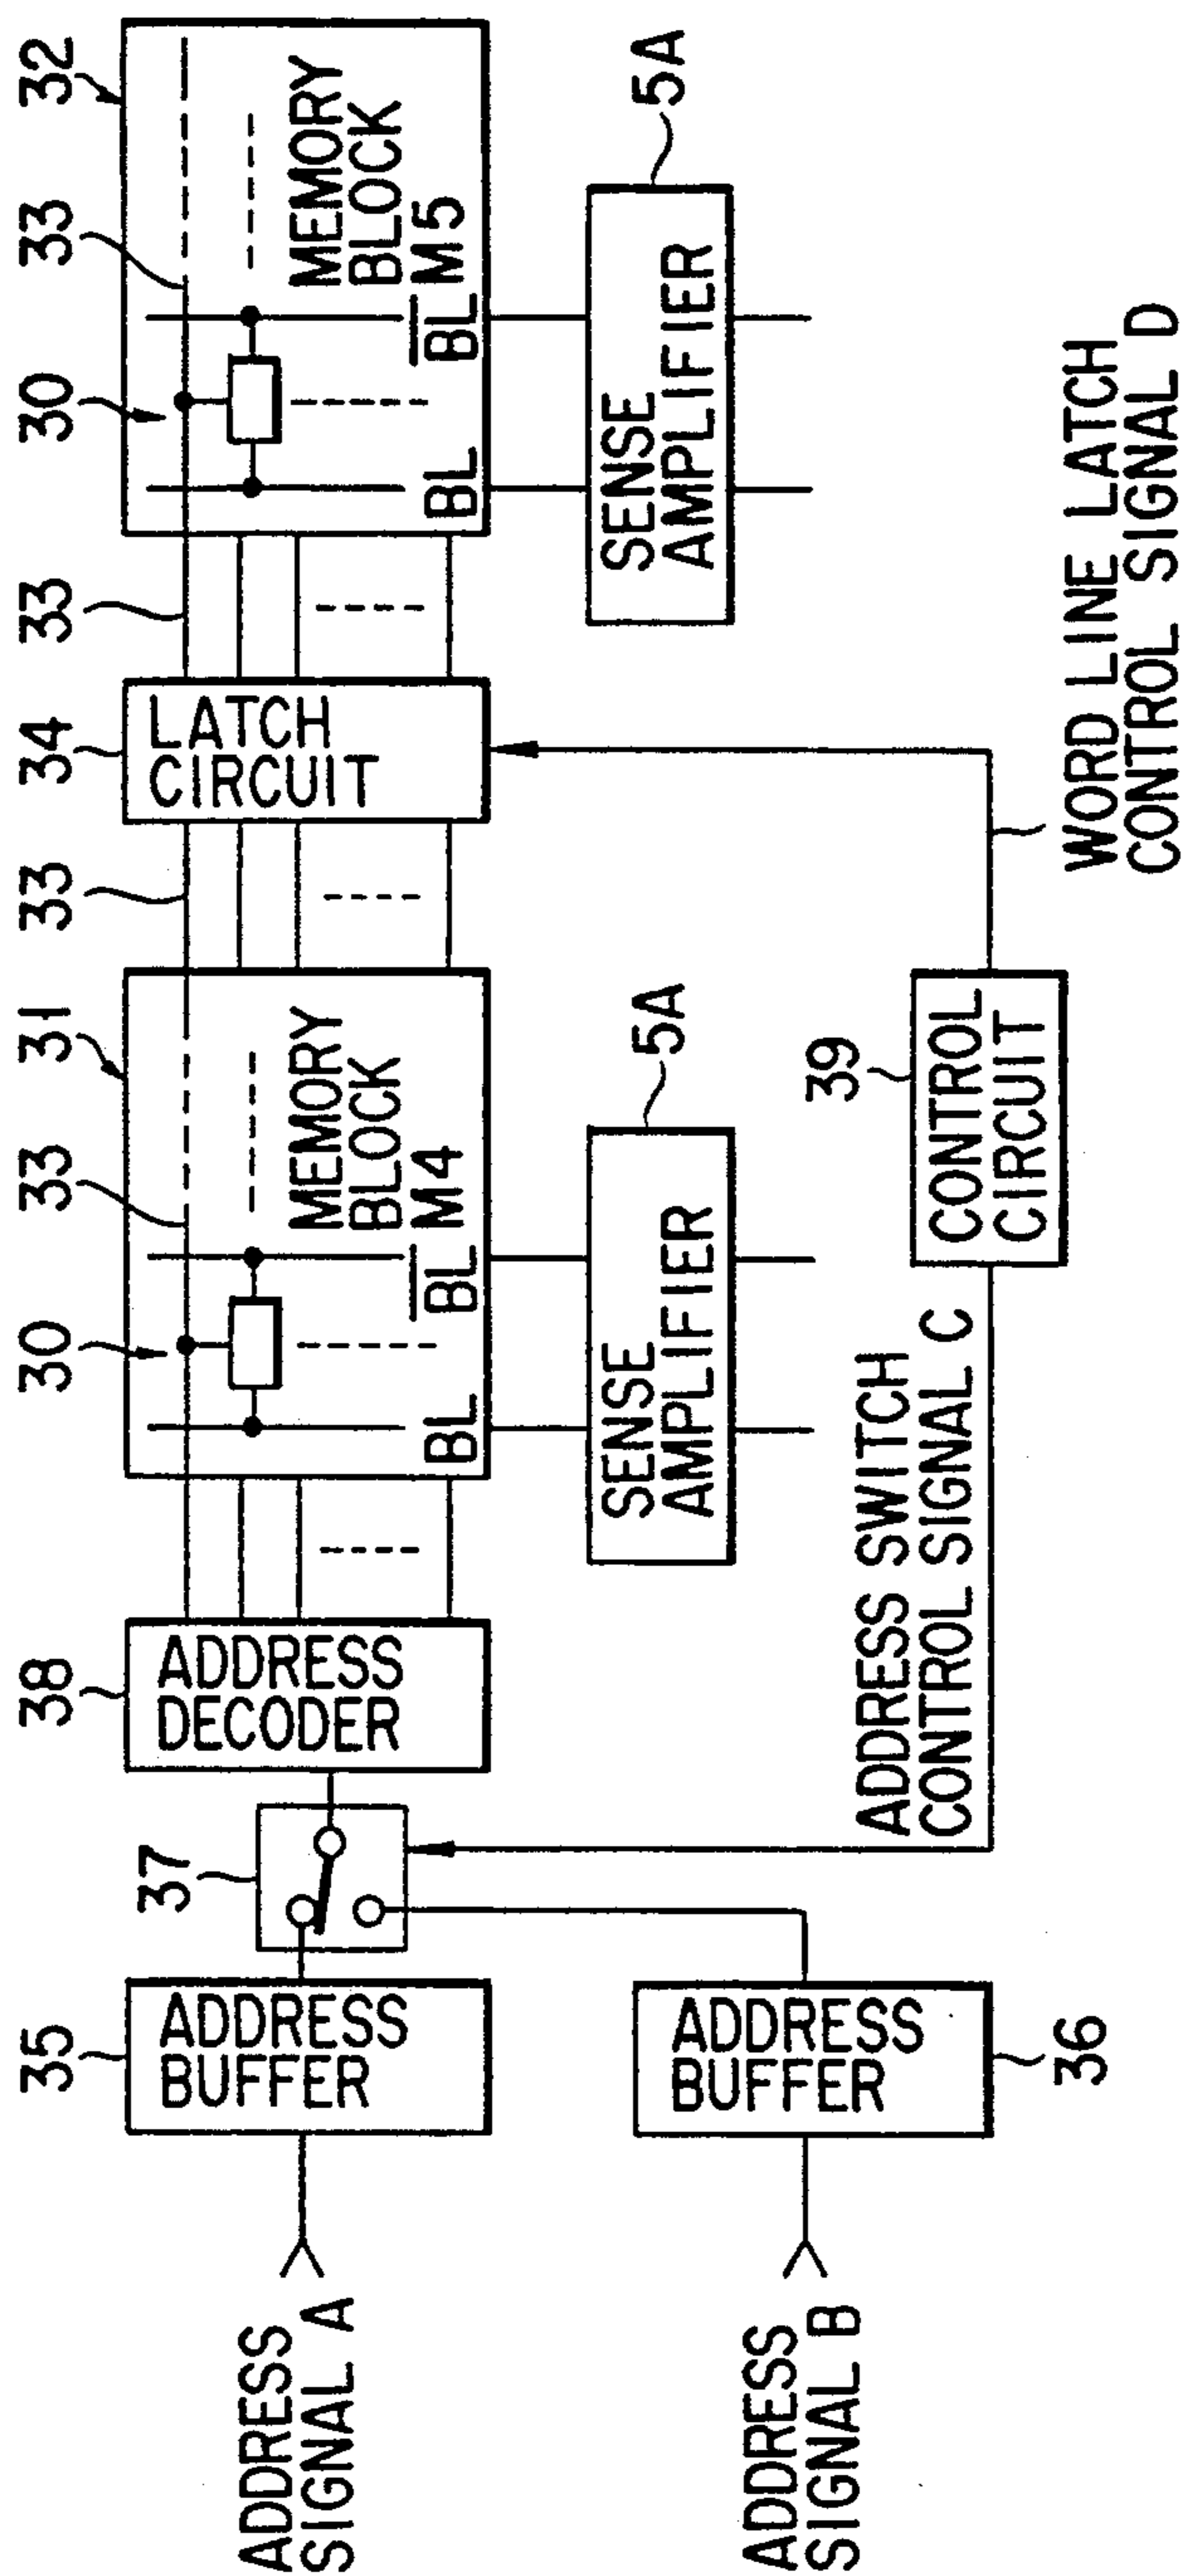 35
37
38
30
33
31
33
34
33
30
33
32
ADDRESS
SIGNAL A
ADDRESS
BUFFER
ADDRESS
DECODER
BL
BL
MEMORY
BLOCK
M4
LATCH
CIRCUIT
BL
BL
MEMORY
BLOCK
M5
SENSE
AMPLIFIER
5A
SENSE
AMPLIFIER
5A
ADDRESS
SIGNAL B
ADDRESS
BUFFER
36
ADDRESS SWITCH
CONTROL SIGNAL C
39
CONTROL
CIRCUIT
WORD LINE LATCH
CONTROL SIGNAL D